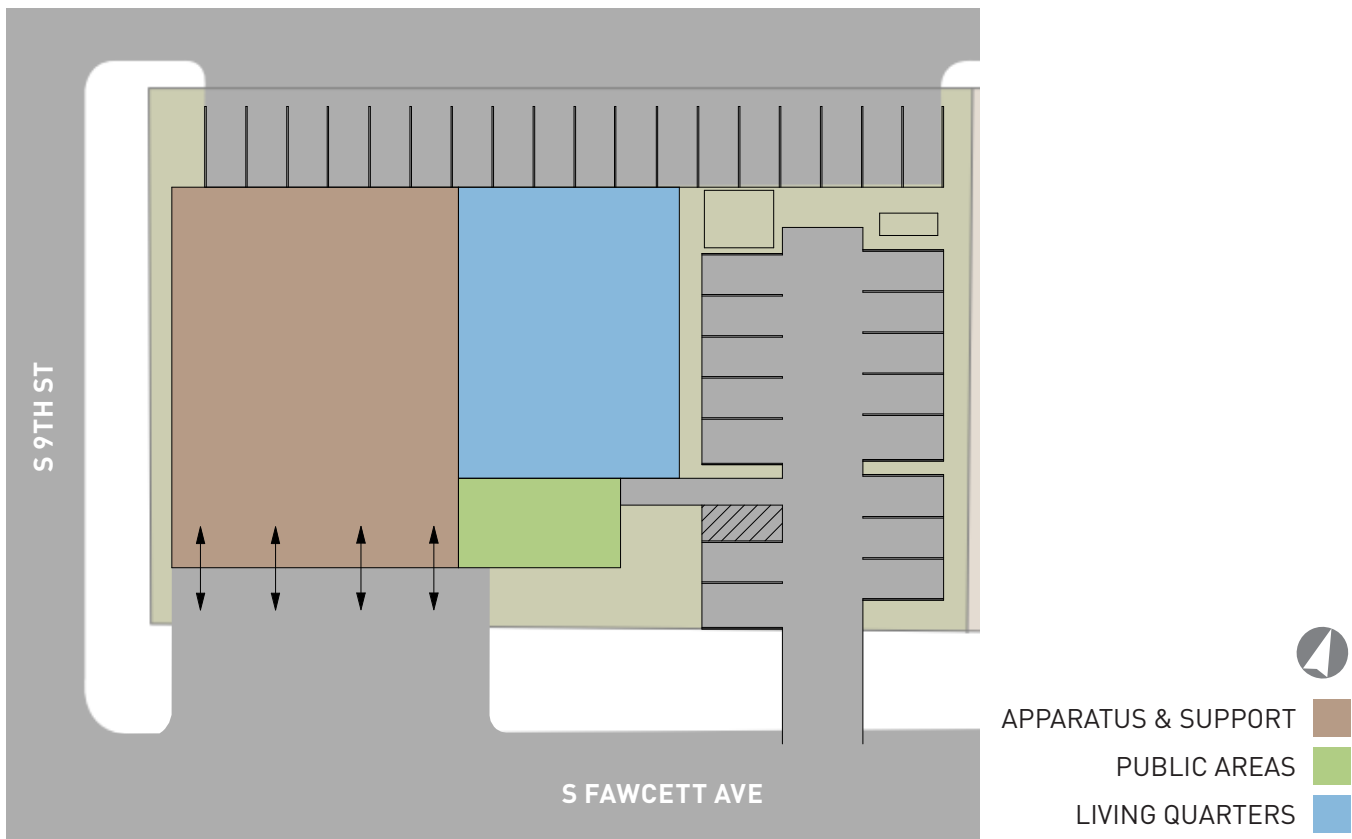 S 9TH ST
S FAWCETT AVE
APPARATUS & SUPPORT
PUBLIC AREAS
LIVING QUARTERS